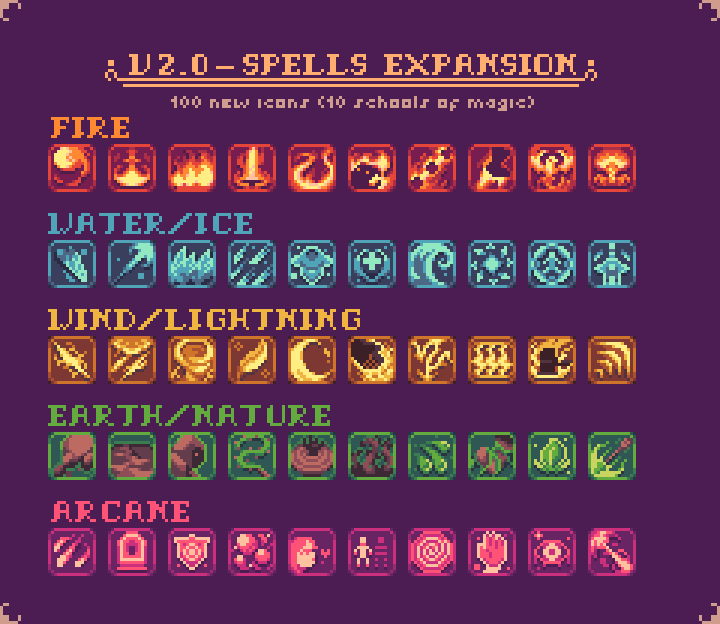 V2.0-SPELLS EXPANSION
100 new icons (10 schools of magic)
FIRE
WATER/ICE
WIND/LIGHTNING
EARTH/NATURE
ARCANE